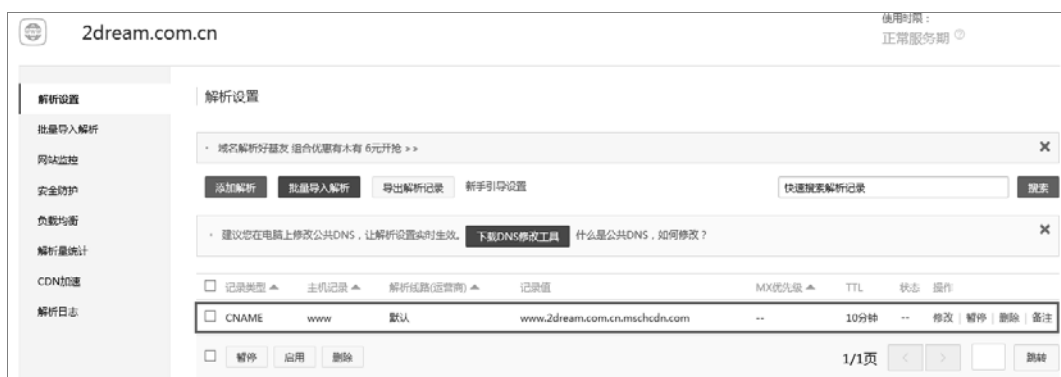 2dream.com.cn
使用时限：
正常服务期
解析设置
批量导入解析
网站监控
安全防护
负载均衡
解析量统计
CDN加速
解析日志
解析设置
· 域名解析好基友 组合优惠有木有 6元开抢 >> ×
添加解析 批量导入解析 导出解析记录 新手引导设置 快速搜索解析记录 搜索
· 建议您在电脑上修改公共DNS，让解析设置实时生效。 下载DNS修改工具 什么是公共DNS，如何修改？ ×
记录类型 主机记录 解析线路(运营商) 记录值 MX优先级 TTL 状态 操作
CNAME www 默认 www.2dream.com.cn.mschcdn.com -- 10分钟 -- 修改 | 暂停 | 删除 | 备注
暂停 启用 删除 1/1页 < > 跳转